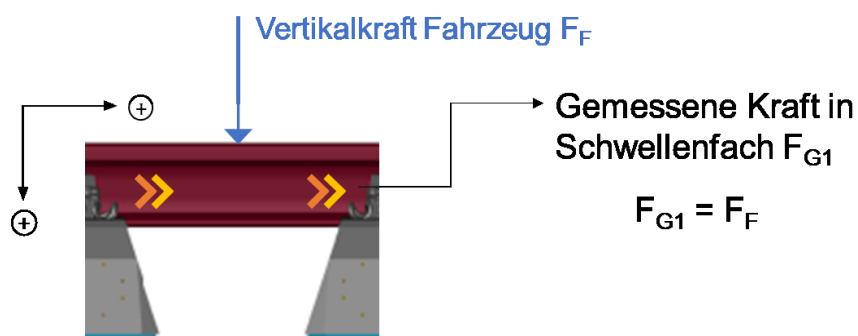 Vertikalkraft Fahrzeug F_F
Gemessene Kraft in
Schwellenfach F_G1
F_G1 = F_F